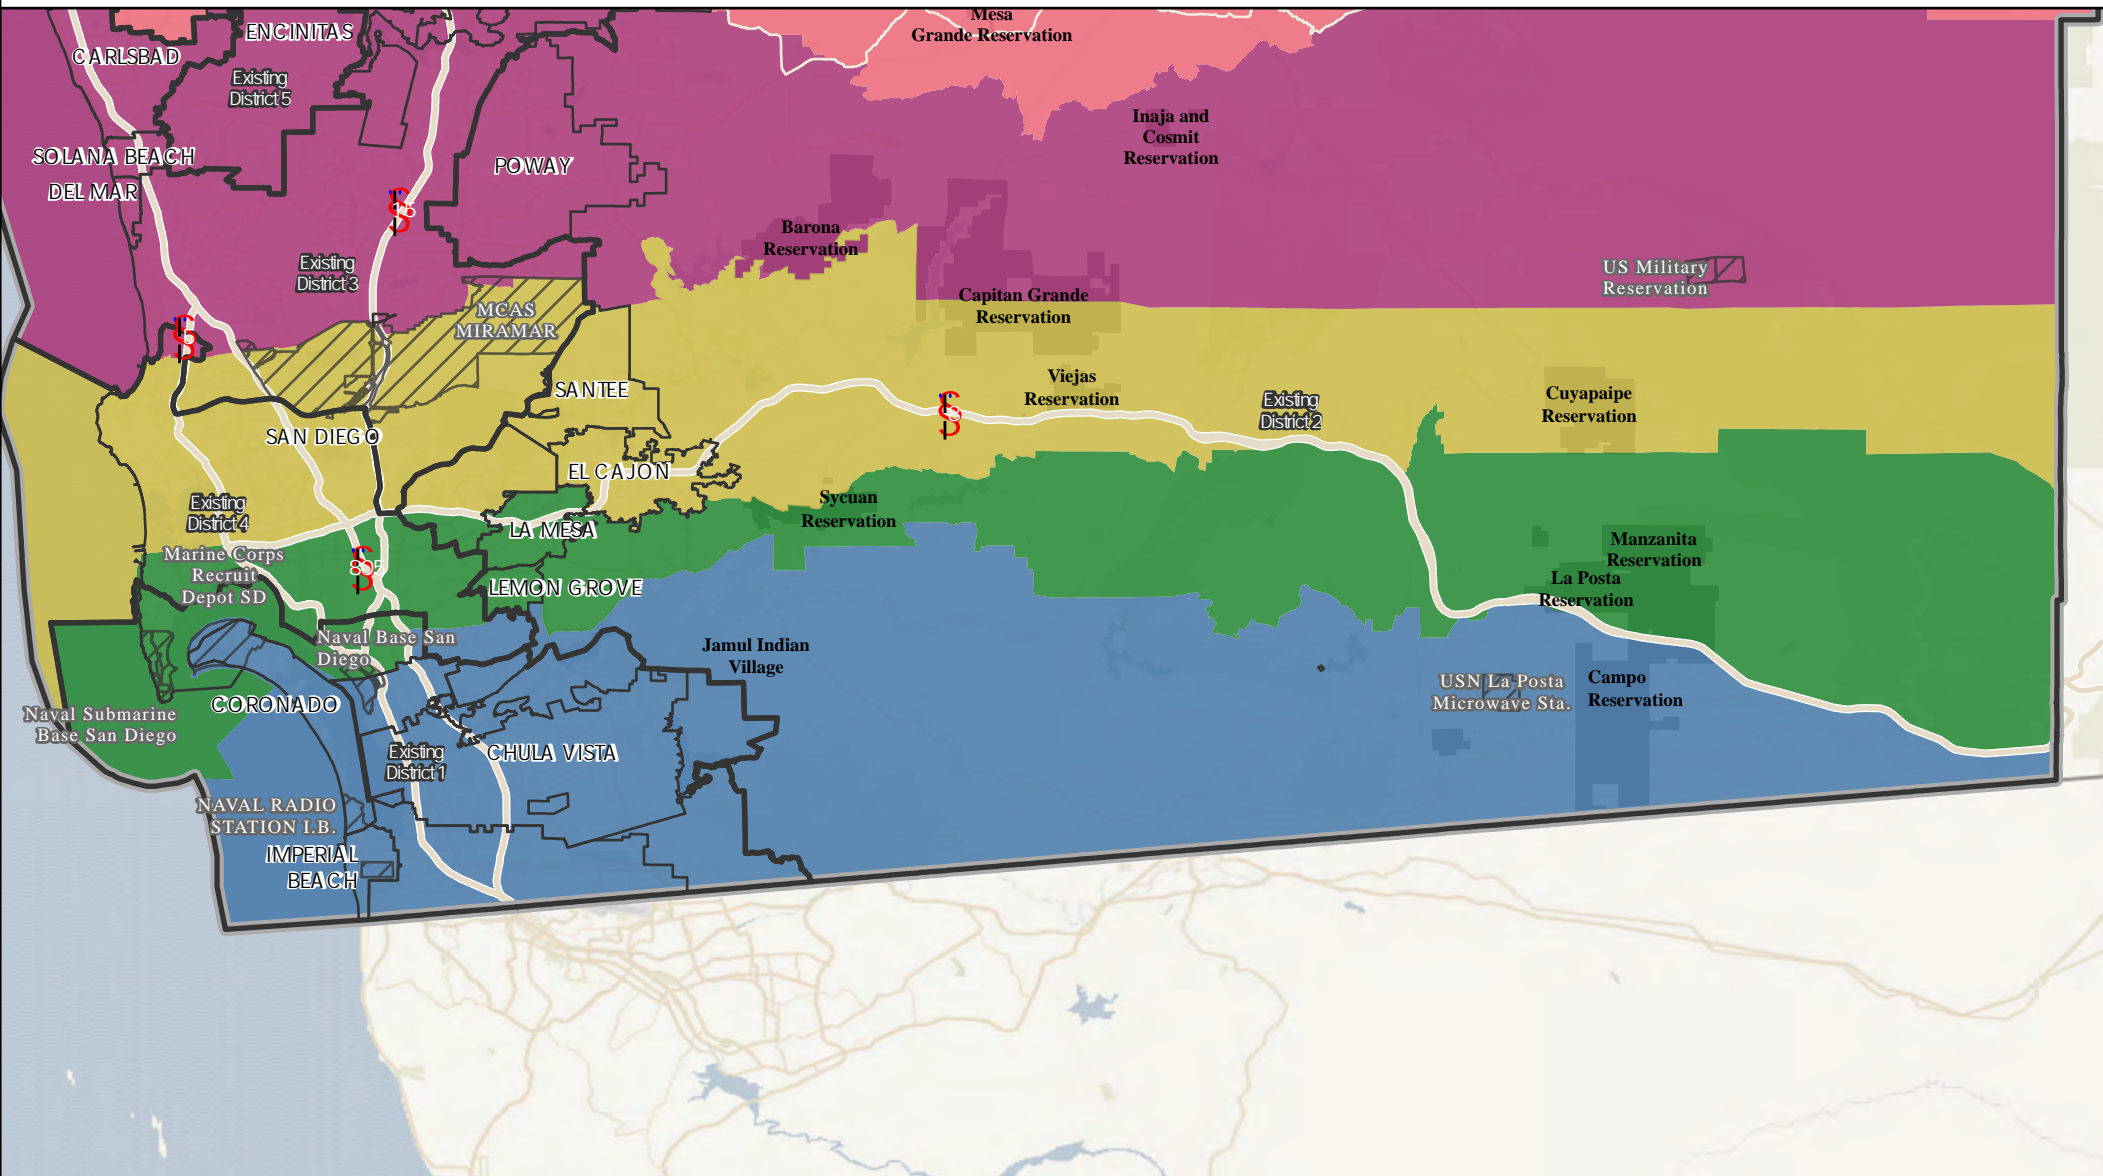 Mesa
Grande Reservation
ENCINITAS
CARLSBAD
Existing
District 5
Inaja and
Cosmit
Reservation
SOLANA BEACH
POWAY
DEL MAR
15
Barona
Reservation
Existing
District 3
US Military
Reservation
Capitan Grande
Reservation
MCAS
MIRAMAR
5
SANTEE
Viejas
Reservation
Cuyapaipe
Reservation
Existing
District 2
8
SAN DIEGO
EL CAJON
Existing
District 4
Sycuan
Reservation
LA MESA
Marine Corps
Recruit
Depot SD
805
Manzanita
Reservation
La Posta
Reservation
LEMON GROVE
Naval Base San
Diego
Jamul Indian
Village
USN La Posta
Microwave Sta.
Campo
Reservation
CORONADO
Naval Submarine
Base San Diego
Existing
District 1
CHULA VISTA
NAVAL RADIO
STATION I.B.
IMPERIAL
BEACH